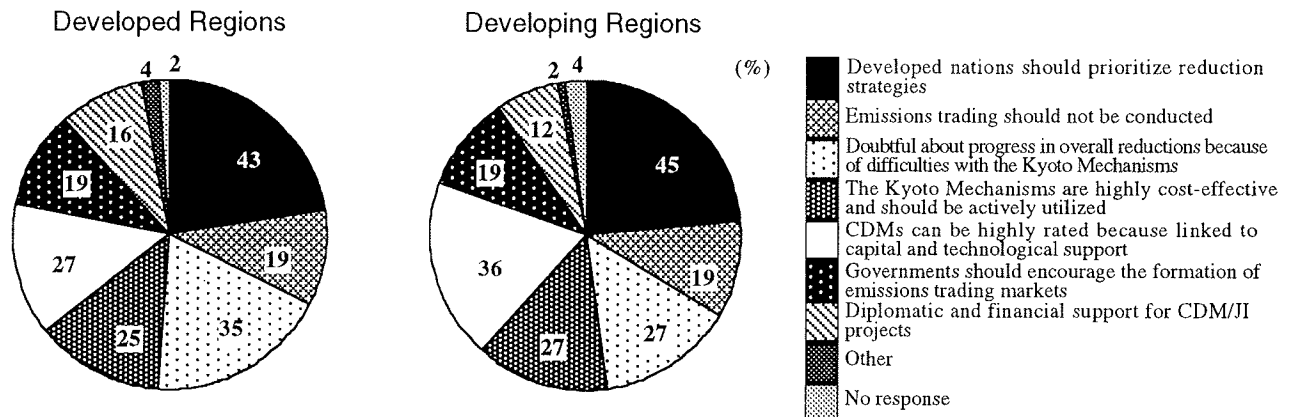 Developed Regions
Developing Regions
(%)
4
2
43
19
35
25
27
19
16
2
4
45
19
27
27
36
19
12
Developed nations should prioritize reduction
strategies
Emissions trading should not be conducted
Doubtful about progress in overall reductions because
of difficulties with the Kyoto Mechanisms
The Kyoto Mechanisms are highly cost-effective
and should be actively utilized
CDMs can be highly rated because linked to
capital and technological support
Governments should encourage the formation of
emissions trading markets
Diplomatic and financial support for CDM/JI
projects
Other
No response